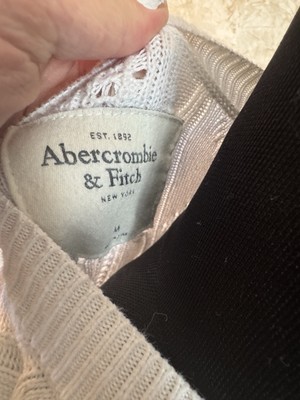 EST. 1892
Abercrombie
& Fitch
NEW YORK
M